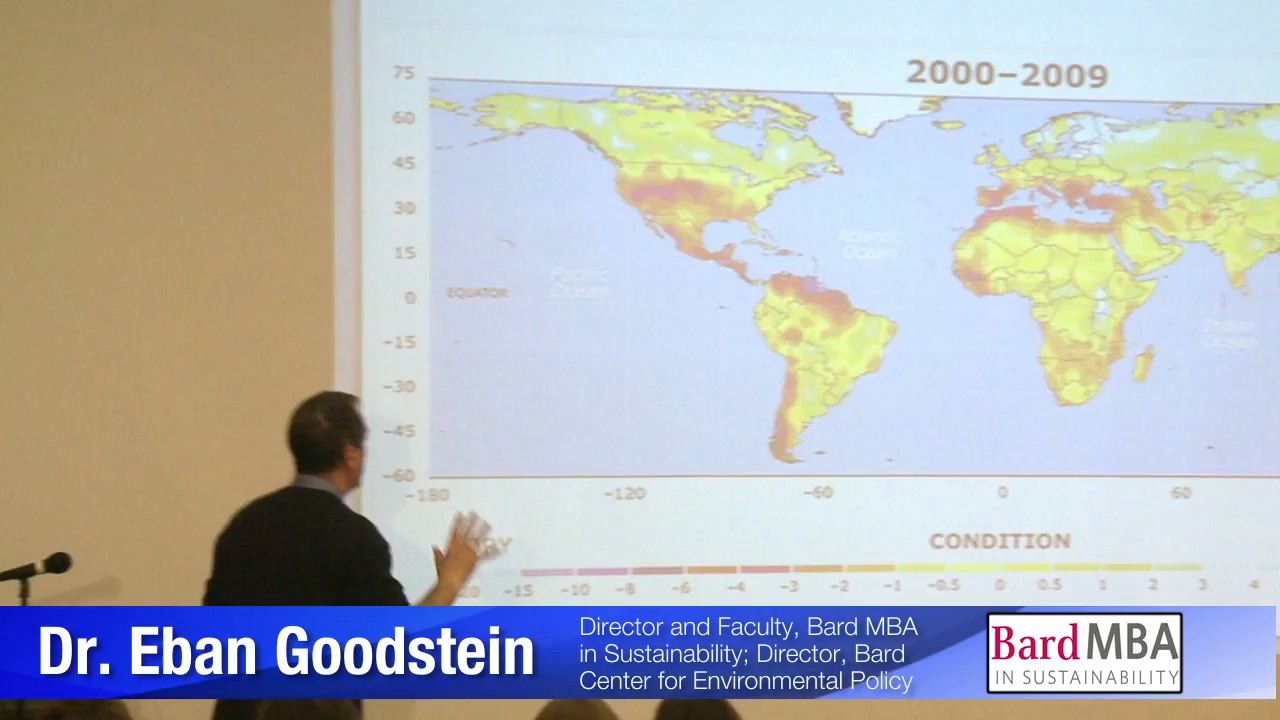 2000–2009
75
60
45
30
15
0
-15
-30
-45
-60
Atlantic
Ocean
Pacific
Ocean
EQUATOR
Indian
Ocean
-180 -120 -60 0 60
CONDITION
-15 -10 -8 -6 -4 -3 -2 -1 -0.5 0 0.5 1 2 3 4
Dr. Eban Goodstein
Director and Faculty, Bard MBA
in Sustainability; Director, Bard
Center for Environmental Policy
Bard MBA
IN SUSTAINABILITY